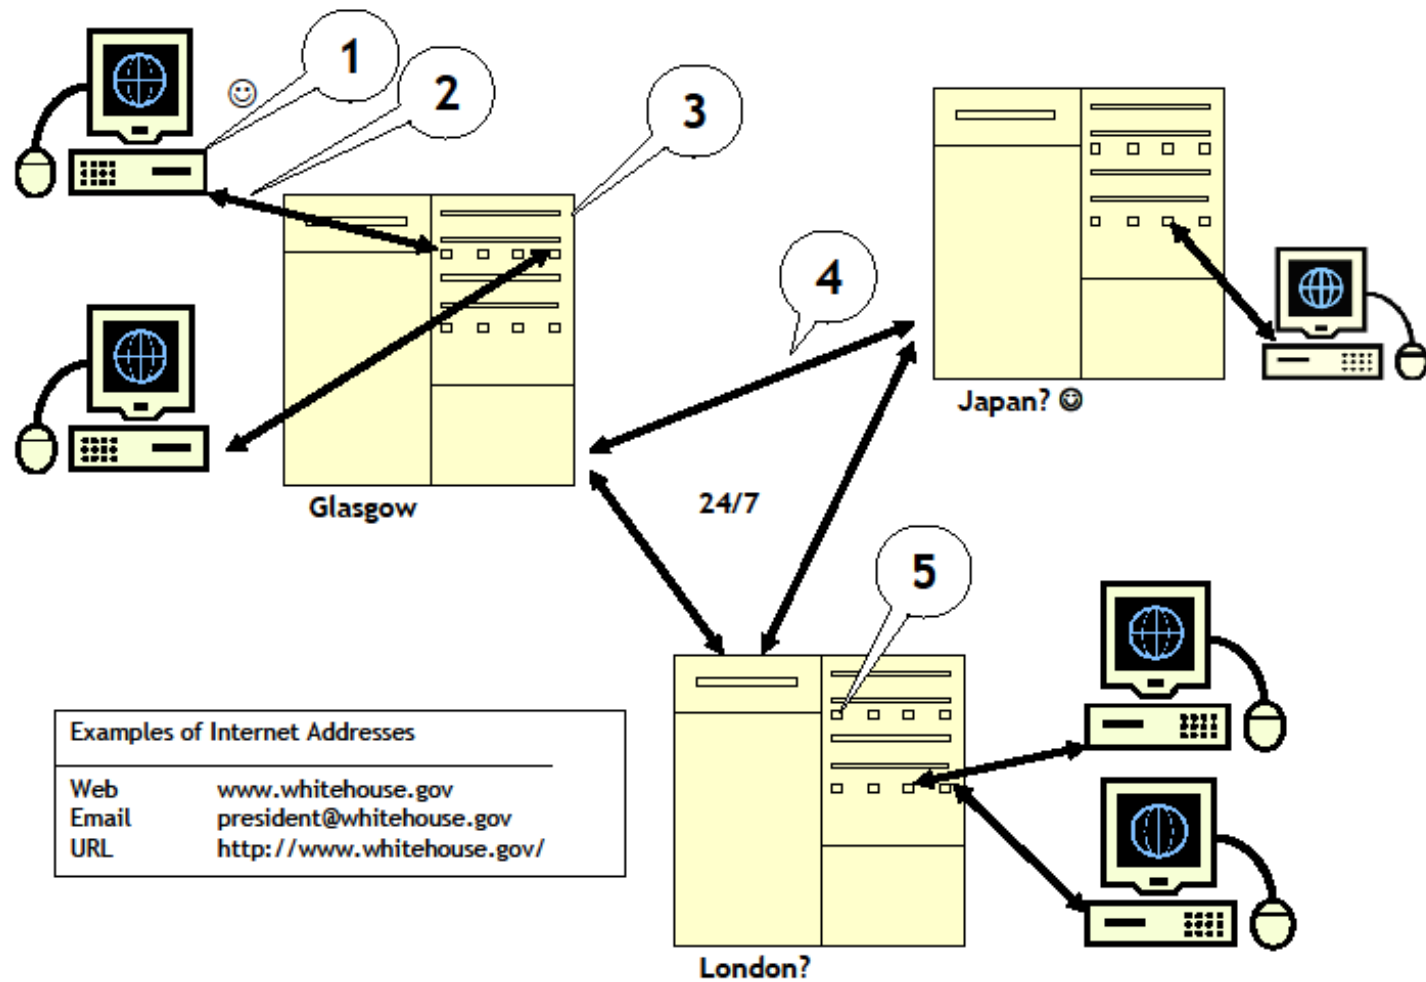 1
2
3
4
Japan? ☺
Glasgow
24/7
5
Examples of Internet Addresses
Web www.whitehouse.gov
Email president@whitehouse.gov
URL http://www.whitehouse.gov/
London?